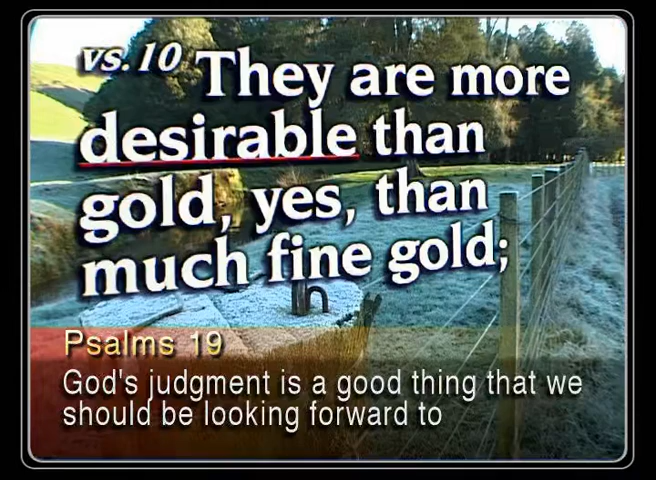 vs. 10 They are more
desirable than
gold, yes, than
much fine gold;
Psalms 19
God's judgment is a good thing that we
should be looking forward to